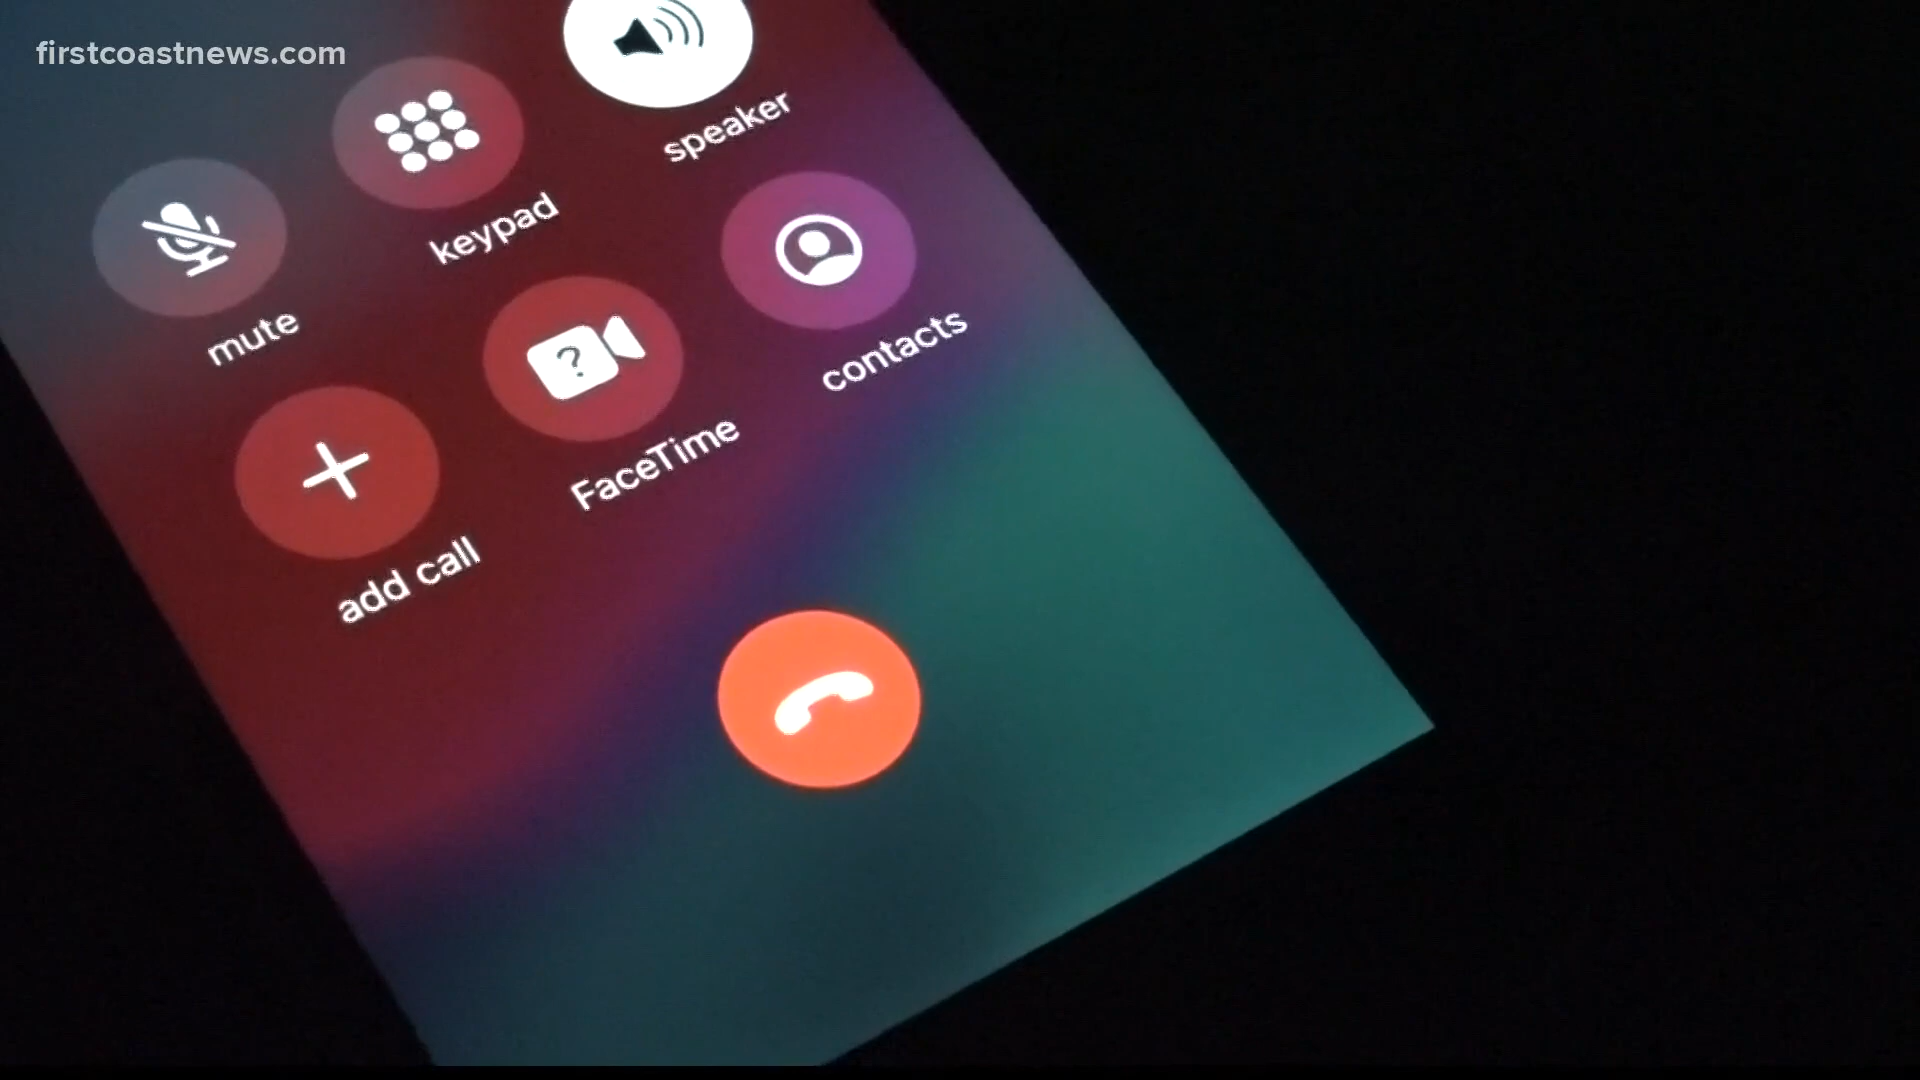 firstcoastnews.com
mute
keypad
speaker
add call
FaceTime
contacts